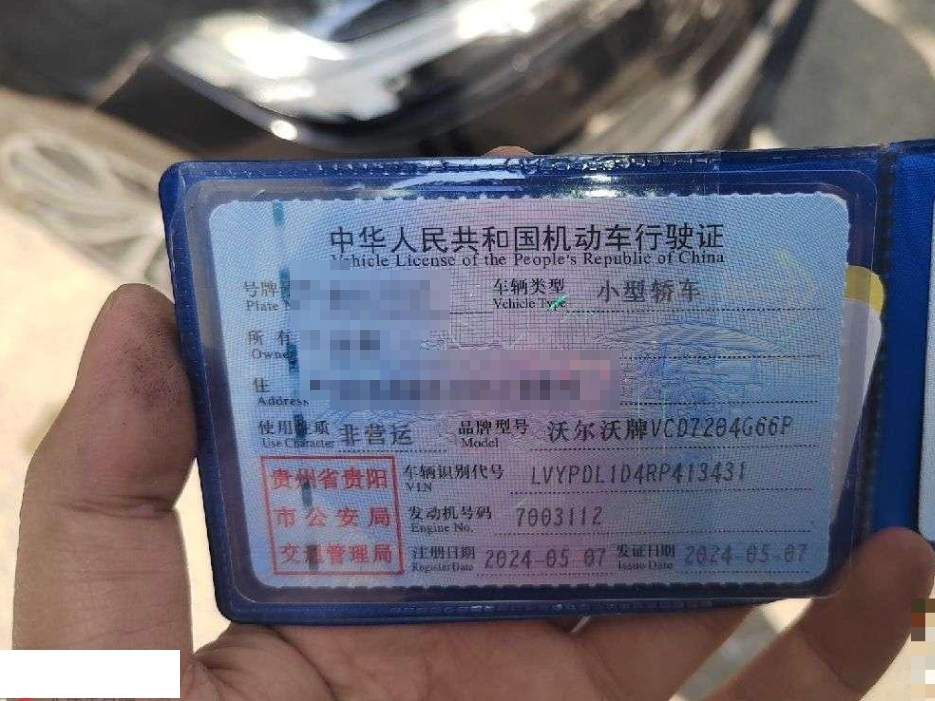 中华人民共和国机动车行驶证
Vehicle License of the People's Republic of China
号牌 车辆类型 小型轿车
Plate Vehicle Type
所有
Owner
住
Address
使用性质 非营运 品牌型号 沃尔沃牌VCD7204G66P
Use Character Model
贵州省贵阳 车辆识别代号 LVYPDL1D4RP413431
VIN
市公安局 发动机号码 7003112
Engine No.
交通管理局 注册日期 2024-05-07 发证日期 2024-05-07
Register Date Issue Date